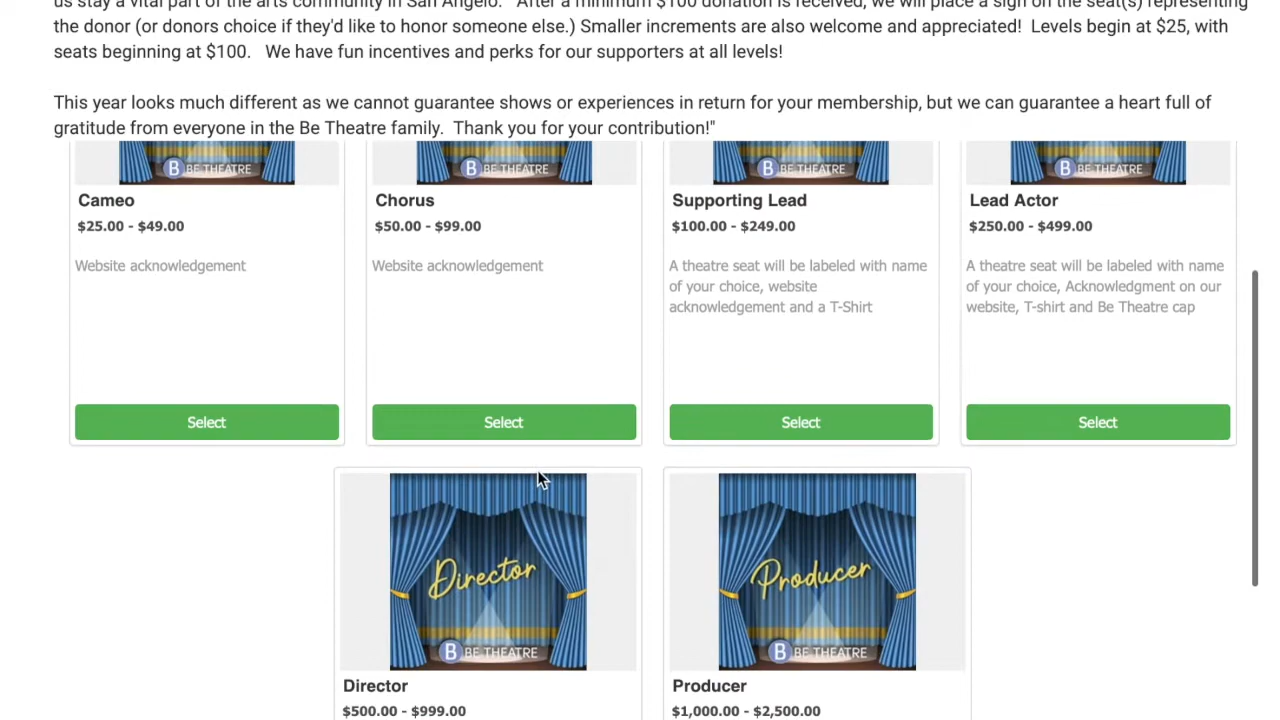 us stay a vital part of the arts community in San Angelo.   After a minimum $100 donation is received, we will place a sign on the seat(s) representing
the donor (or donors choice if they'd like to honor someone else.) Smaller increments are also welcome and appreciated!  Levels begin at $25, with
seats beginning at $100.   We have fun incentives and perks for our supporters at all levels!
This year looks much different as we cannot guarantee shows or experiences in return for your membership, but we can guarantee a heart full of
gratitude from everyone in the Be Theatre family.  Thank you for your contribution!"
B BE THEATRE
Cameo
$25.00 - $49.00
Website acknowledgement
Select
B BE THEATRE
Chorus
$50.00 - $99.00
Website acknowledgement
Select
B BE THEATRE
Supporting Lead
$100.00 - $249.00
A theatre seat will be labeled with name
of your choice, website
acknowledgement and a T-Shirt
Select
B BE THEATRE
Lead Actor
$250.00 - $499.00
A theatre seat will be labeled with name
of your choice, Acknowledgment on our
website, T-shirt and Be Theatre cap
Select
Director
B BE THEATRE
Director
$500.00 - $999.00
Producer
B BE THEATRE
Producer
$1,000.00 - $2,500.00